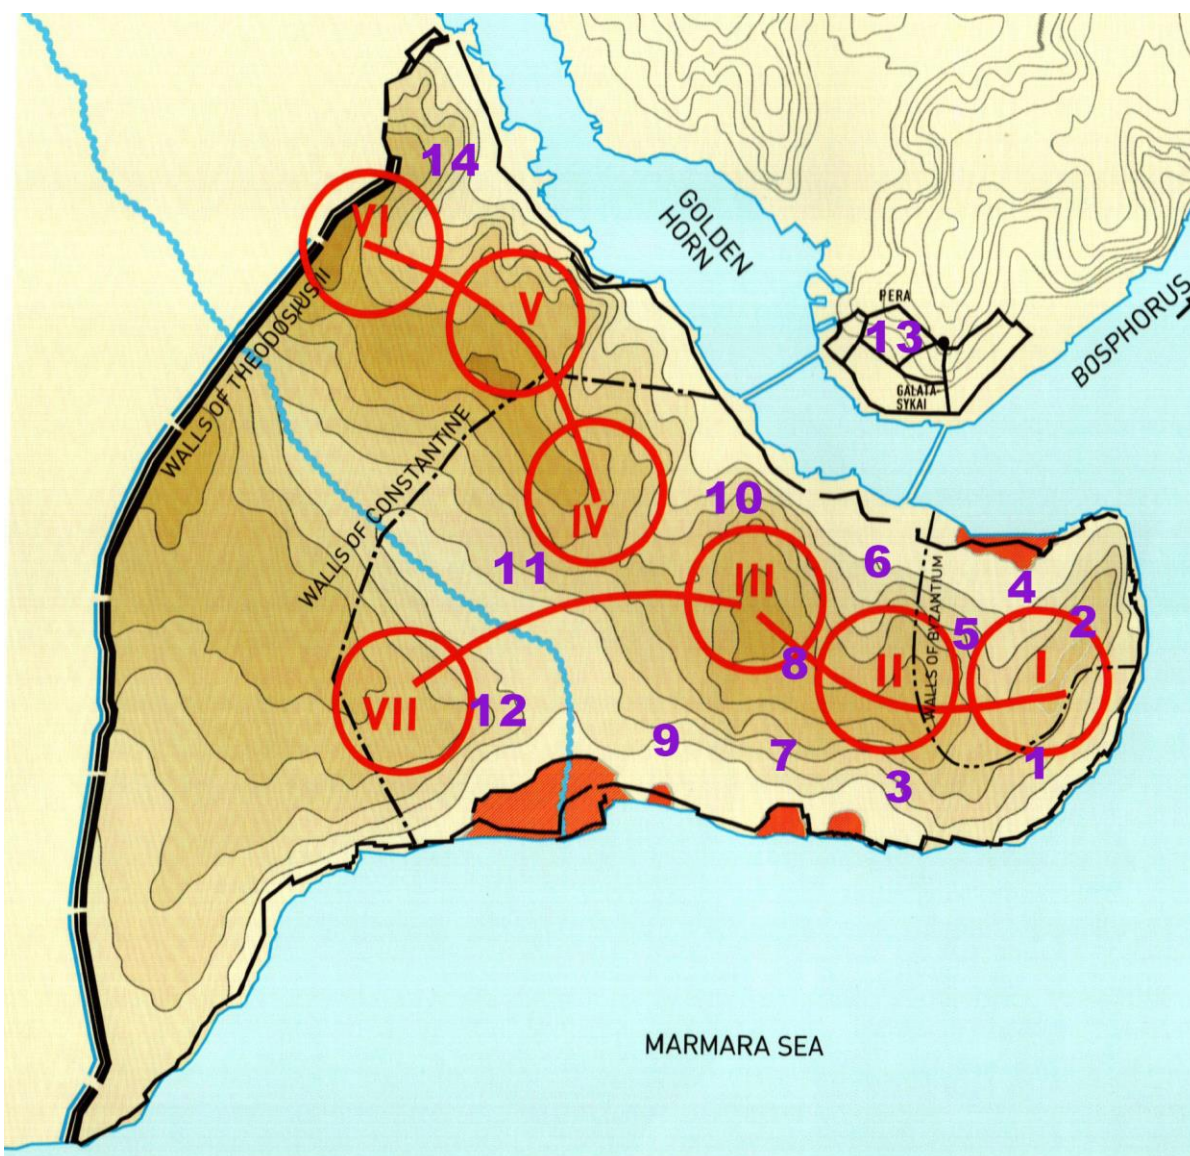 14
VI
GOLDEN
HORN
V
PERA
13
GALATA-
SYKAI
BOSPHORUS
WALLS OF THEODOSIUS II
WALLS OF CONSTANTINE
IV
10
11
III
6
WALLS OF BYZANTIUM
4
5
2
8
II
I
VII
12
9
7
3
1
MARMARA SEA